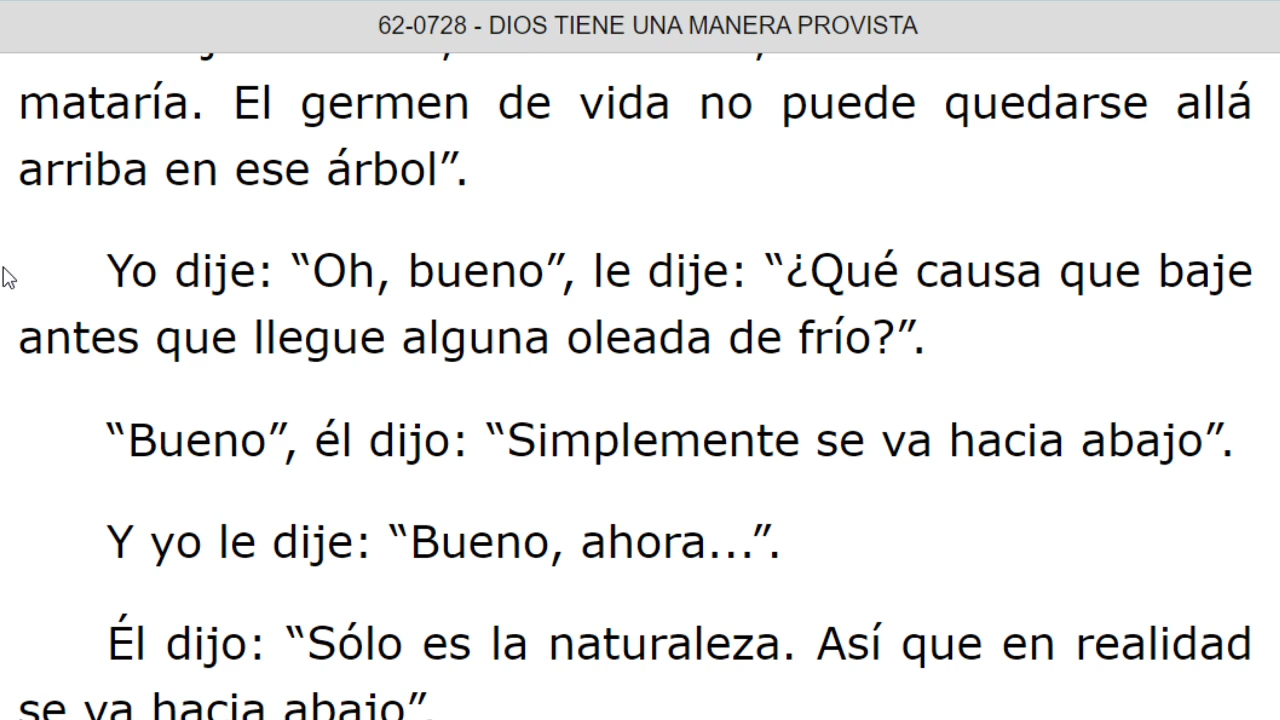 62-0728 - DIOS TIENE UNA MANERA PROVISTA
mataría. El germen de vida no puede quedarse allá
arriba en ese árbol”.
Yo dije: “Oh, bueno”, le dije: “¿Qué causa que baje
antes que llegue alguna oleada de frío?”.
“Bueno”, él dijo: “Simplemente se va hacia abajo”.
Y yo le dije: “Bueno, ahora...”.
Él dijo: “Sólo es la naturaleza. Así que en realidad
se va hacia abajo”.